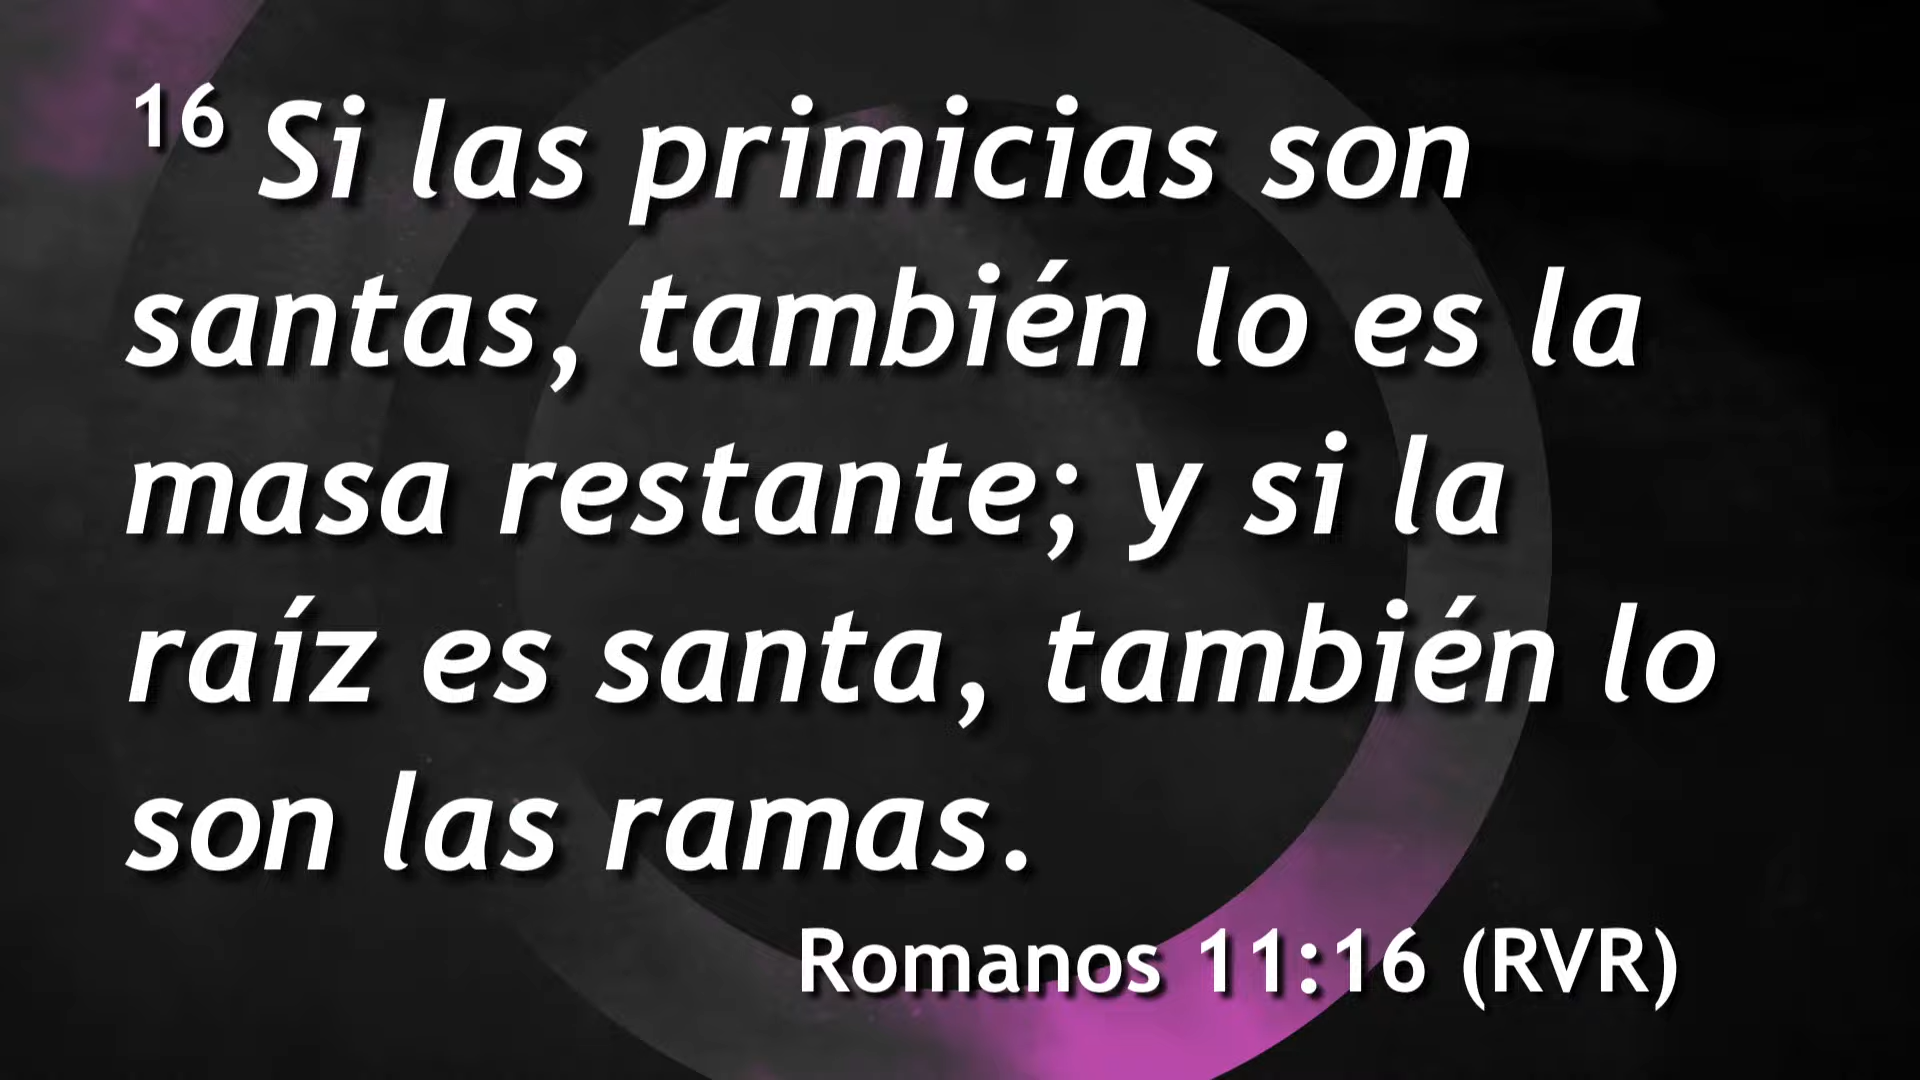 16 Si las primicias son
santas, también lo es la
masa restante; y si la
raíz es santa, también lo
son las ramas.
Romanos 11:16 (RVR)